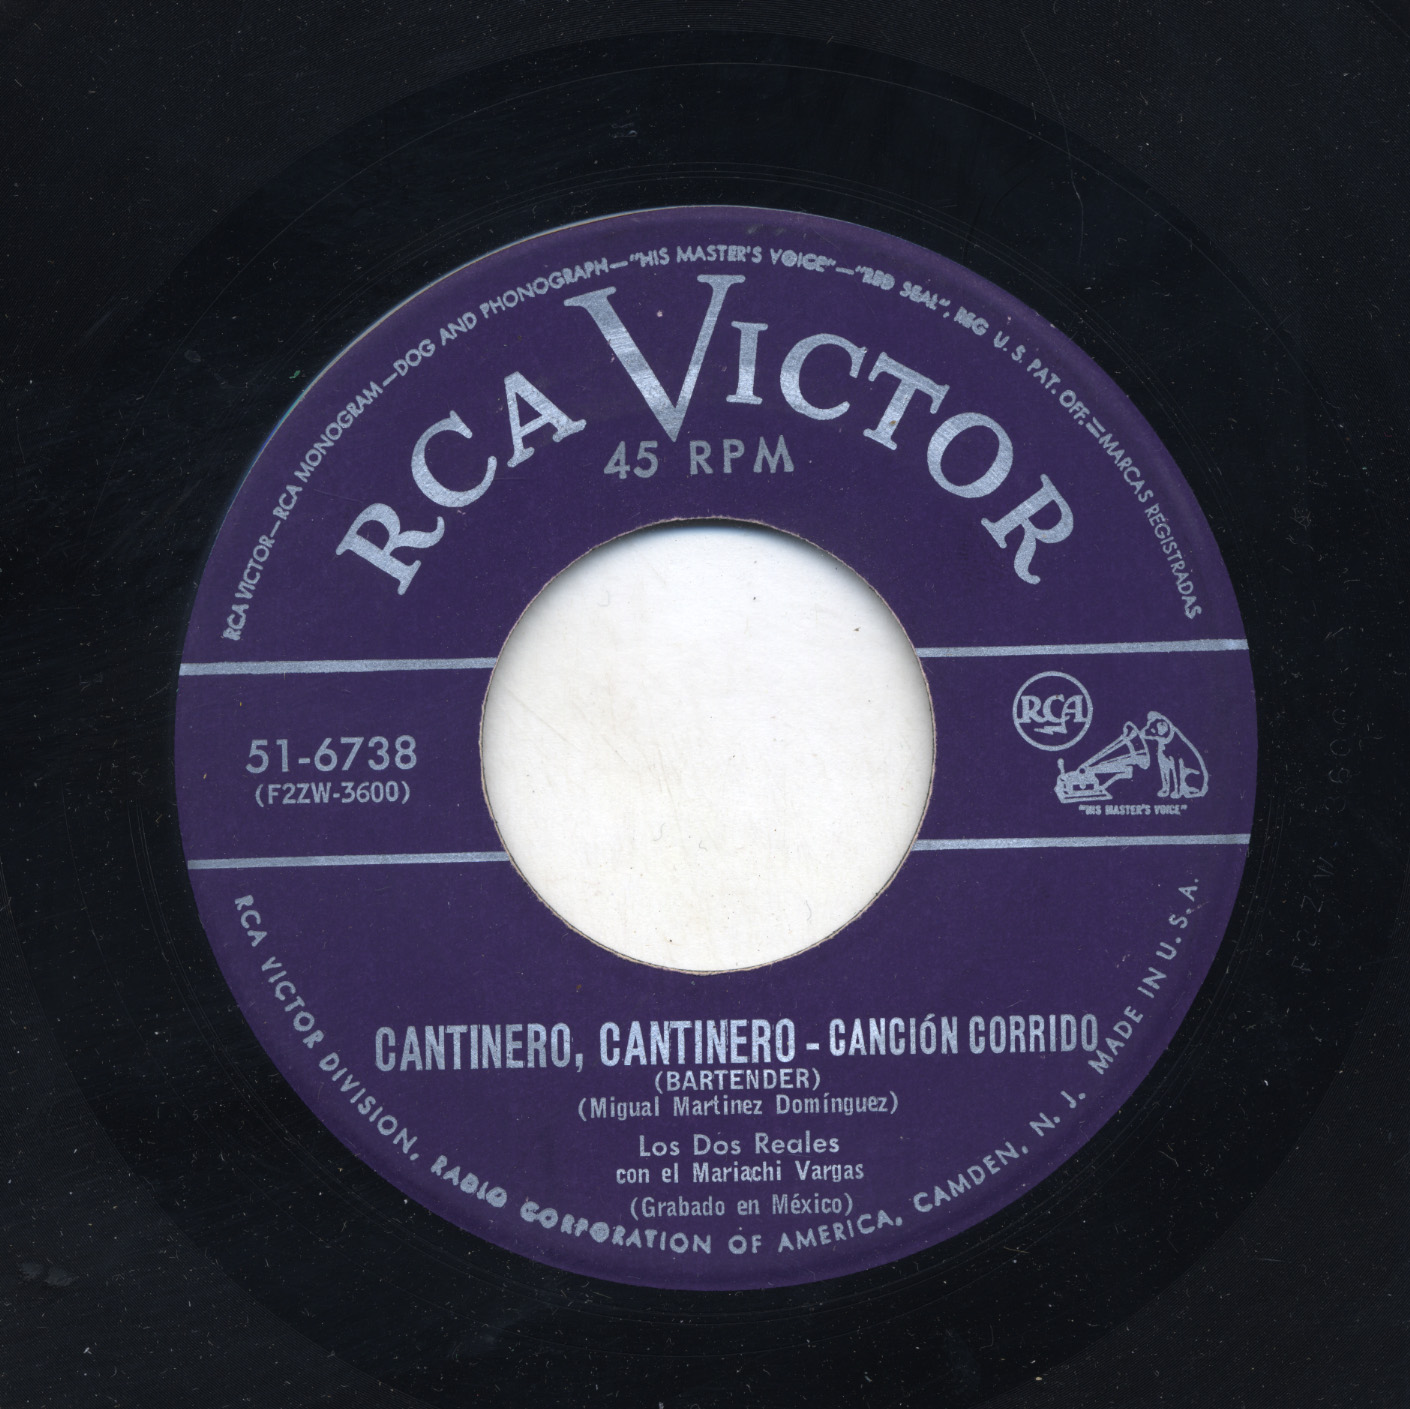 RCA VICTOR—RCA MONOGRAM—DOG AND PHONOGRAPH—"HIS MASTER'S VOICE"—"RED SEAL", REG U. S. PAT. OFF.—MARCAS REGISTRADAS
RCA VICTOR
45 RPM
RCA
51-6738
(F2ZW-3600)
"HIS MASTER'S VOICE"
CANTINERO, CANTINERO - CANCIÓN CORRIDO
(BARTENDER)
(Migual Martinez Domínguez)
Los Dos Reales
con el Mariachi Vargas
(Grabado en México)
RCA VICTOR DIVISION, RADIO CORPORATION OF AMERICA, CAMDEN, N. J. MADE IN U. S. A.